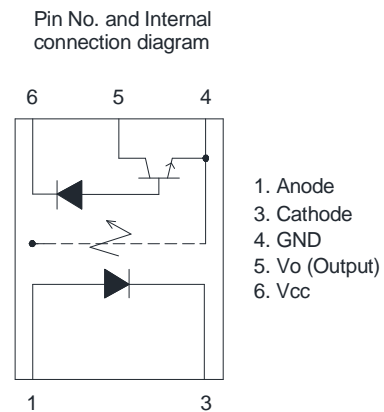 Pin No. and Internal
connection diagram
6 5 4
1. Anode
3. Cathode
4. GND
5. Vo (Output)
6. Vcc
1 3